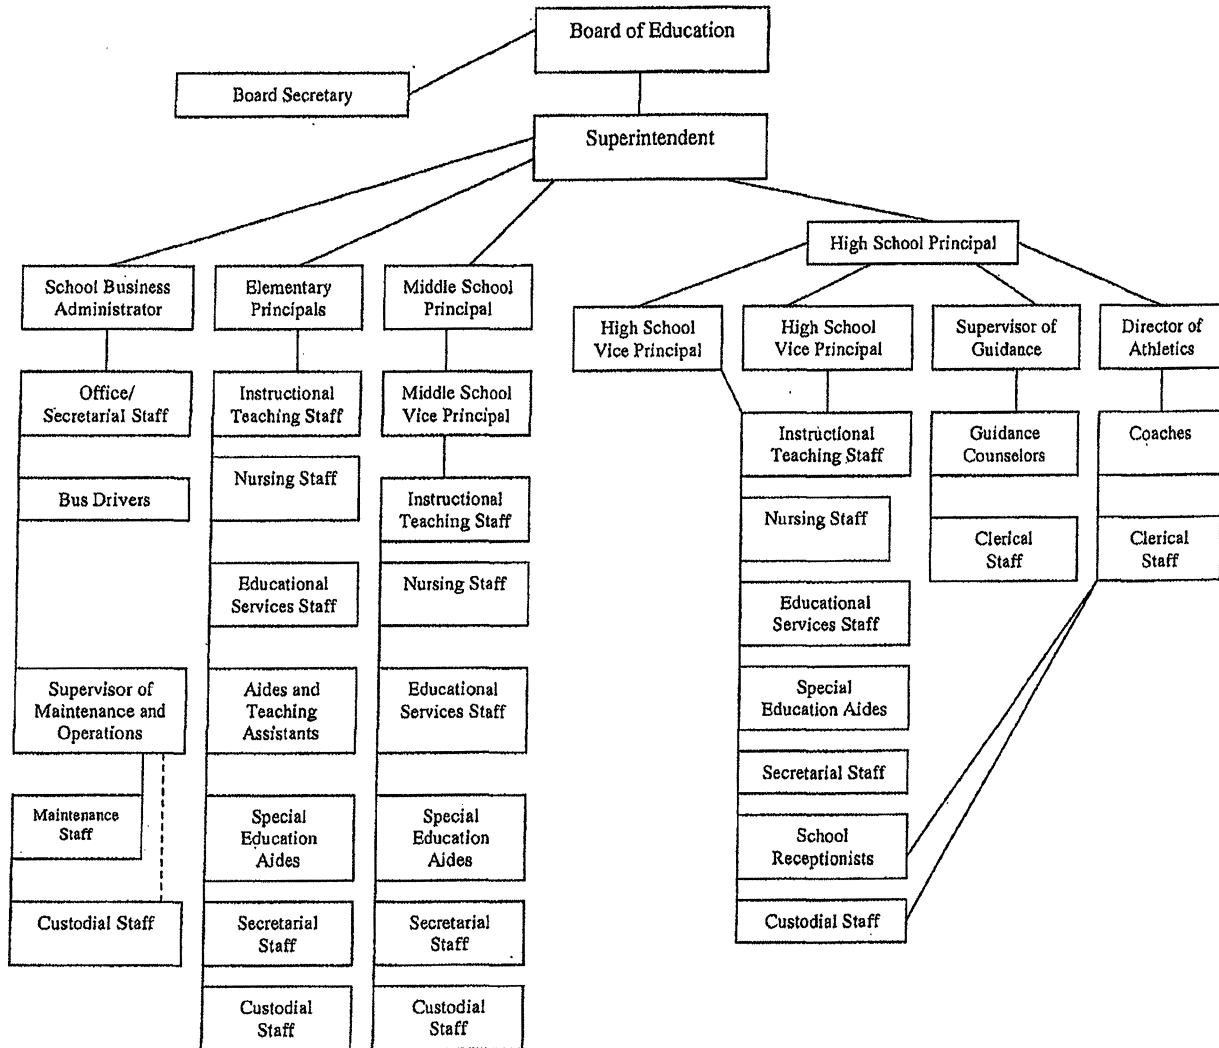 Board of Education
Board Secretary
Superintendent
High School Principal
School Business
Administrator
Elementary
Principals
Middle School
Principal
High School
Vice Principal
High School
Vice Principal
Supervisor of
Guidance
Director of
Athletics
Office/
Secretarial Staff
Instructional
Teaching Staff
Middle School
Vice Principal
Instructional
Teaching Staff
Guidance
Counselors
Coaches
Bus Drivers
Nursing Staff
Instructional
Teaching Staff
Nursing Staff
Clerical
Staff
Clerical
Staff
Educational
Services Staff
Nursing Staff
Educational
Services Staff
Supervisor of
Maintenance and
Operations
Aides and
Teaching
Assistants
Educational
Services Staff
Special
Education Aides
Secretarial Staff
Maintenance
Staff
Special
Education
Aides
Special
Education
Aides
School
Receptionists
Custodial Staff
Secretarial
Staff
Secretarial
Staff
Custodial Staff
Custodial
Staff
Custodial
Staff